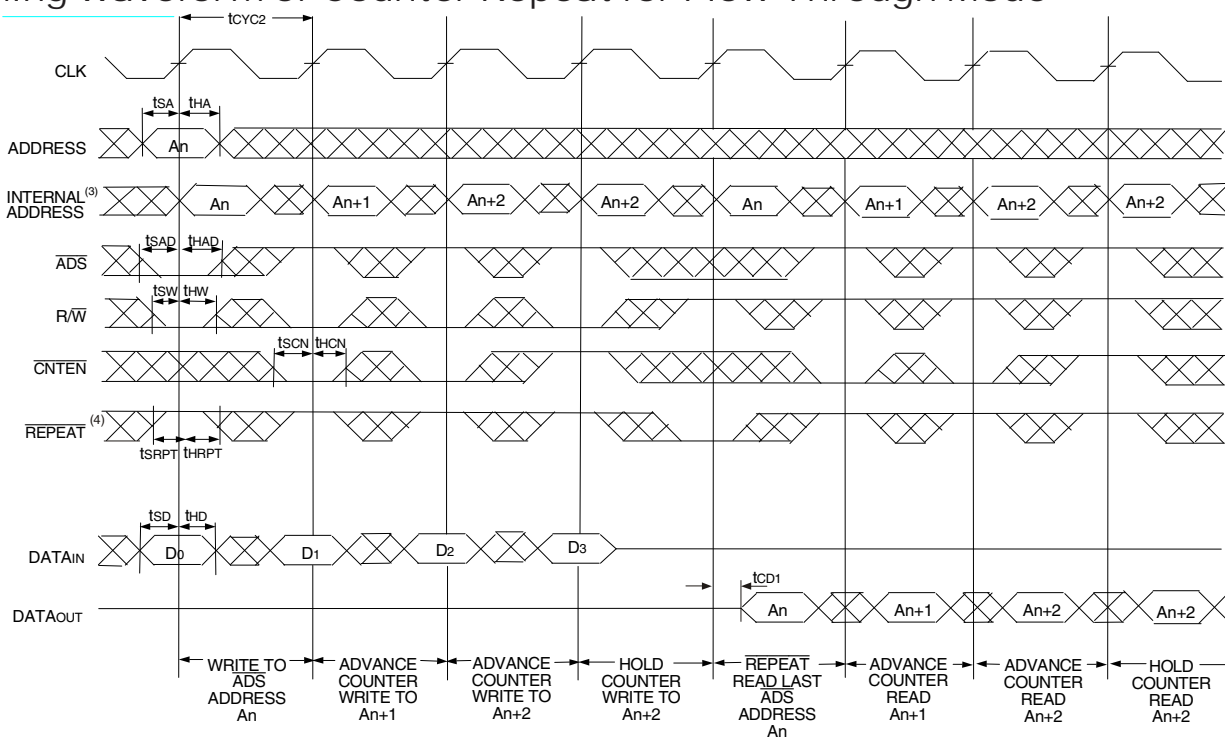 ing Waveform of Counter Repeat for Flow Through Mode
tCYC2
CLK
tSA tHA
ADDRESS An
INTERNAL(3) ADDRESS An An+1 An+2 An+2 An An+1 An+2 An+2
tSAD tHAD
ADS
tSW tHW
R/W
tSCN tHCN
CNTEN
REPEAT (4)
tSRPT tHRPT
tSD tHD
DATAIN D0 D1 D2 D3
tCD1
DATAOUT An An+1 An+2 An+2
WRITE TO ADS ADDRESS An
ADVANCE COUNTER WRITE TO An+1
ADVANCE COUNTER WRITE TO An+2
HOLD COUNTER WRITE TO An+2
REPEAT READ LAST ADS ADDRESS An
ADVANCE COUNTER READ An+1
ADVANCE COUNTER READ An+2
HOLD COUNTER READ An+2